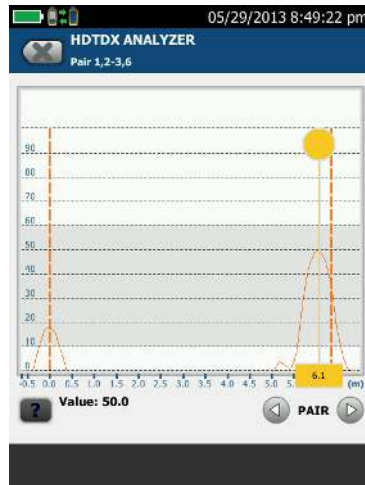 05/29/2013 8:49:22 pm
HDTDX ANALYZER
Pair 1,2-3,6
90
80
70
60
50
40
30
20
10
0
-0.5 0.0 0.5 1.0 1.5 2.0 2.5 3.0 3.5 4.0 4.5 5.0 5. 6.1 (m)
? Value: 50.0 PAIR